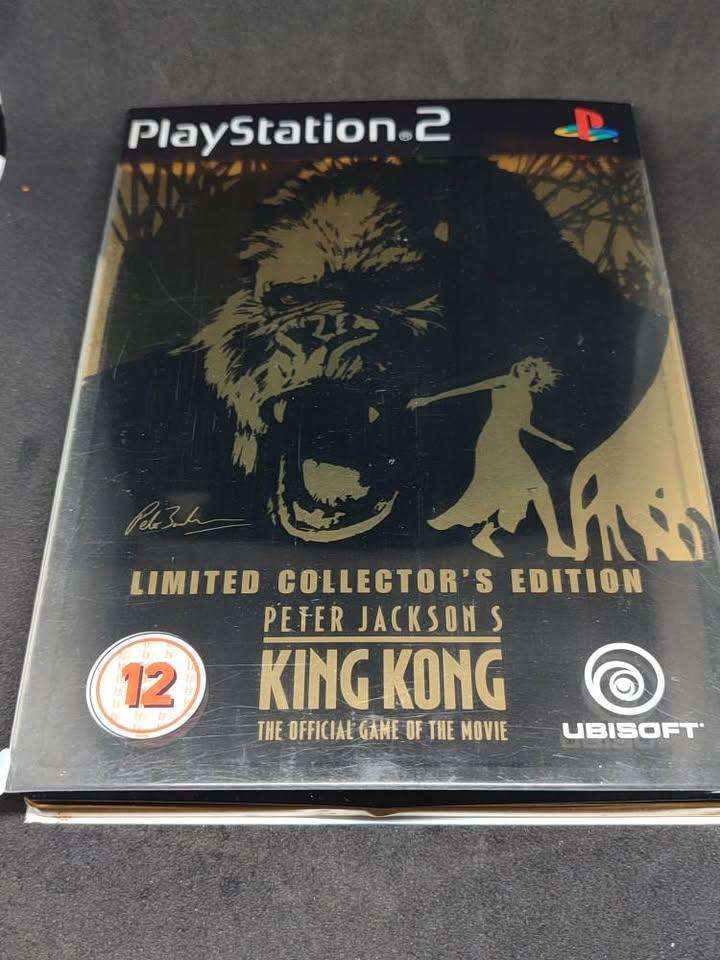 PlayStation®2
LIMITED COLLECTOR'S EDITION
PETER JACKSON S
KING KONG
THE OFFICIAL GAME OF THE MOVIE
12
UBISOFT